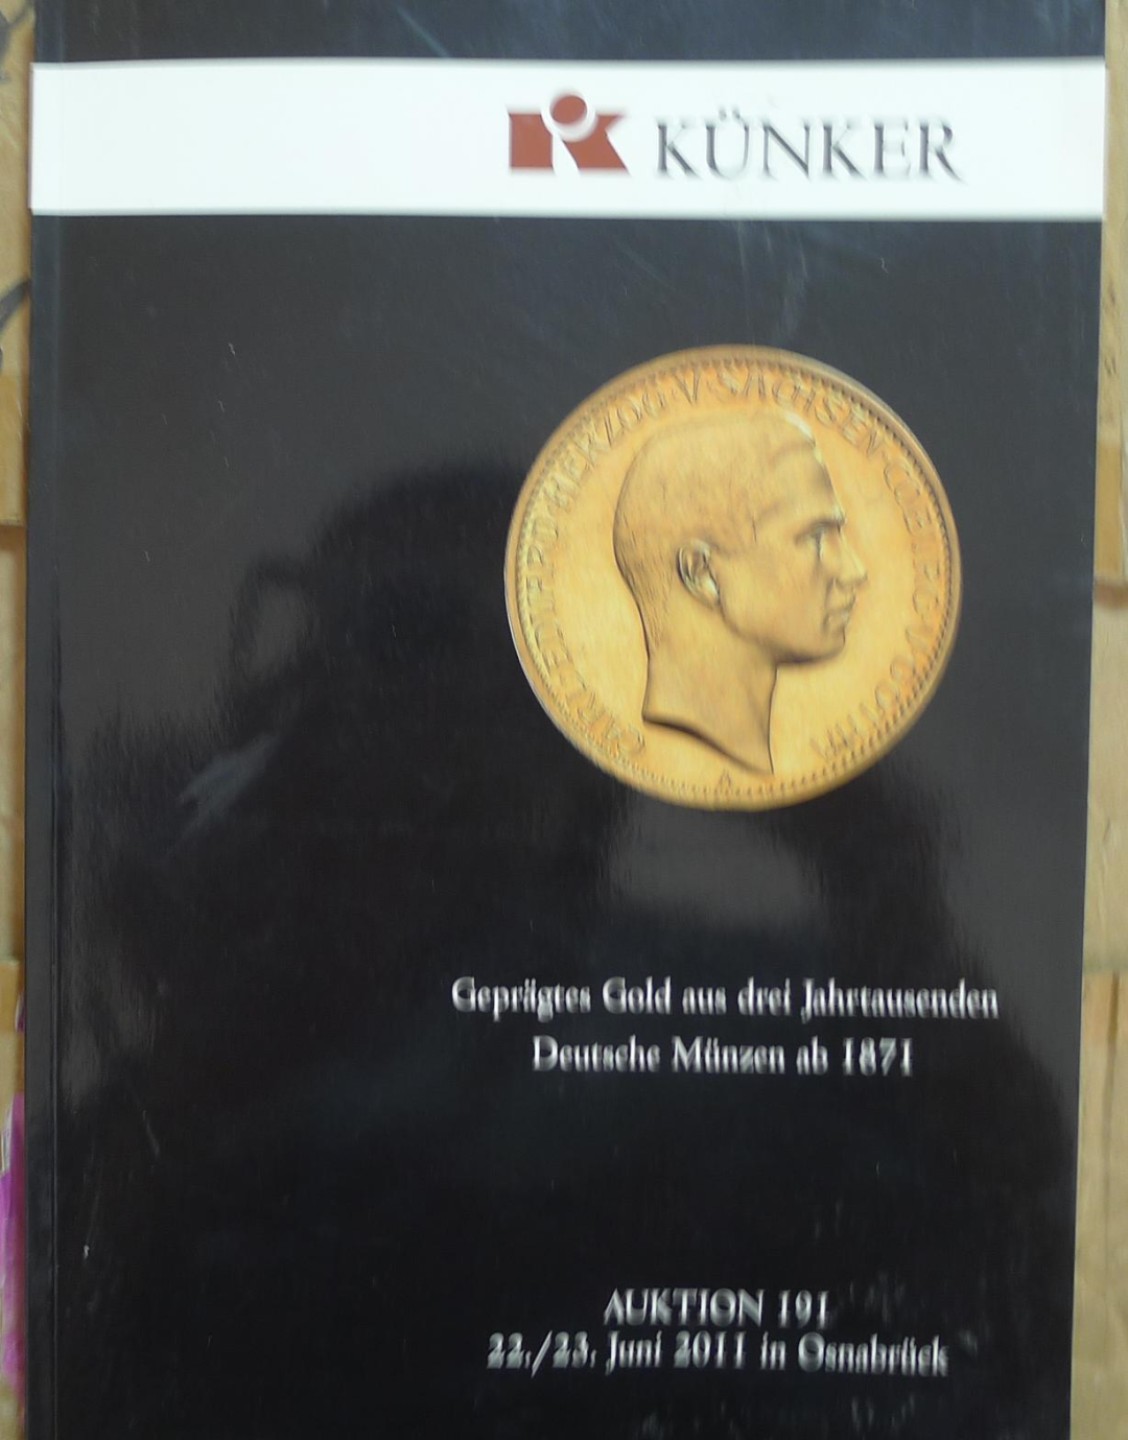 KÜNKER
CARL EDUARD HERZOG V. SACHSEN-COBURG V. GOTHA
A
Geprägtes Gold aus drei Jahrtausenden
Deutsche Münzen ab 1871
AUKTION 191
22./23. Juni 2011 in Osnabrück